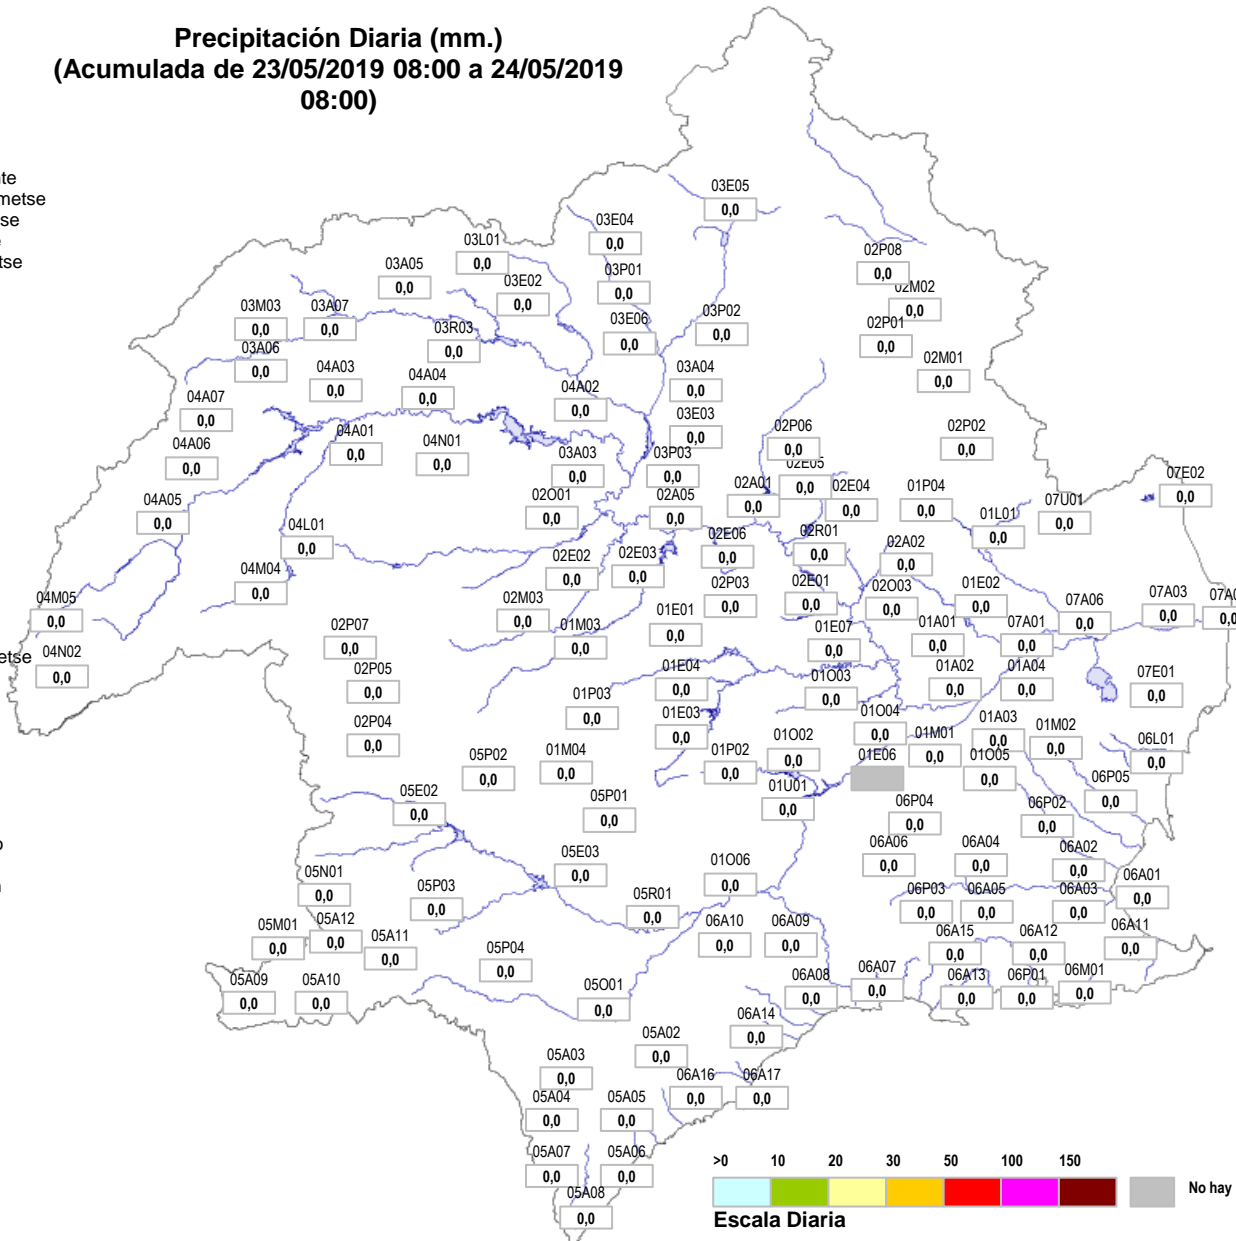 Precipitación Diaria (mm.)
(Acumulada de 23/05/2019 08:00 a 24/05/2019
08:00)
03E05
0,0
03E04
0,0
03L01
0,0
02P08
0,0
03A05
0,0
03P01
0,0
03E02
0,0
02M02
0,0
03M03
0,0
03A07
0,0
03P02
0,0
03E06
0,0
03R03
0,0
02P01
0,0
03A06
0,0
02M01
0,0
04A03
0,0
04A04
0,0
03A04
0,0
04A02
0,0
04A07
0,0
03E03
0,0
04A01
0,0
02P06
0,0
02P02
0,0
04A06
0,0
04N01
0,0
03A03
0,0
03P03
0,0
02E05
0,0
07E02
0,0
04A05
0,0
02O01
0,0
02A05
0,0
02A01
0,0
02E04
0,0
01P04
0,0
07U01
0,0
01L01
0,0
04L01
0,0
02E06
0,0
02R01
0,0
02A02
0,0
02E02
0,0
02E03
0,0
04M04
0,0
04M05
0,0
02M03
0,0
02P03
0,0
02E01
0,0
02O03
0,0
01E02
0,0
07A06
0,0
07A03
0,0
02P07
0,0
01M03
0,0
01E01
0,0
01E07
0,0
01A01
0,0
07A01
0,0
etse
04N02
0,0
02P05
0,0
01E04
0,0
01O03
0,0
01A02
0,0
01A04
0,0
07E01
0,0
01P03
0,0
02P04
0,0
01E03
0,0
01O04
0,0
01A03
0,0
01M02
0,0
05P02
0,0
01M04
0,0
01P02
0,0
01O02
0,0
01E06
01M01
0,0
01O05
0,0
06L01
0,0
05E02
0,0
05P01
0,0
01U01
0,0
06P04
0,0
06P02
0,0
06P05
0,0
05E03
0,0
01O06
0,0
06A06
0,0
06A04
0,0
06A02
0,0
05N01
0,0
05P03
0,0
05R01
0,0
06P03
0,0
06A05
0,0
06A03
0,0
06A01
0,0
05M01
0,0
05A12
0,0
05A11
0,0
05P04
0,0
06A10
0,0
06A09
0,0
06A15
0,0
06A12
0,0
06A11
0,0
05A09
0,0
05A10
0,0
05O01
0,0
06A08
0,0
06A07
0,0
06A13
0,0
06P01
0,0
06M01
0,0
06A14
0,0
05A02
0,0
05A03
0,0
06A16
0,0
06A17
0,0
05A04
0,0
05A05
0,0
05A07
0,0
05A06
0,0
05A08
0,0
>0 10 20 30 50 100 150
No hay
Escala Diaria